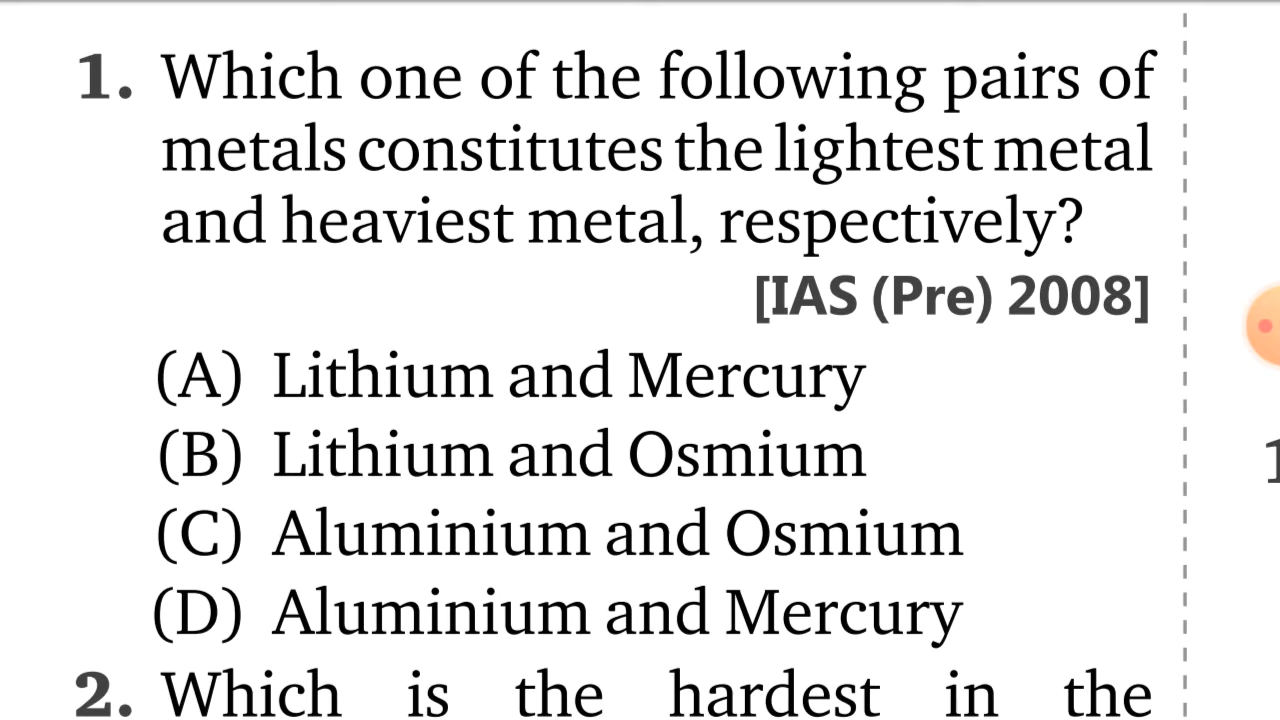 1. Which one of the following pairs of
metals constitutes the lightest metal
and heaviest metal, respectively?
[IAS (Pre) 2008]
(A) Lithium and Mercury
(B) Lithium and Osmium
(C) Aluminium and Osmium
(D) Aluminium and Mercury
2. Which is the hardest in the